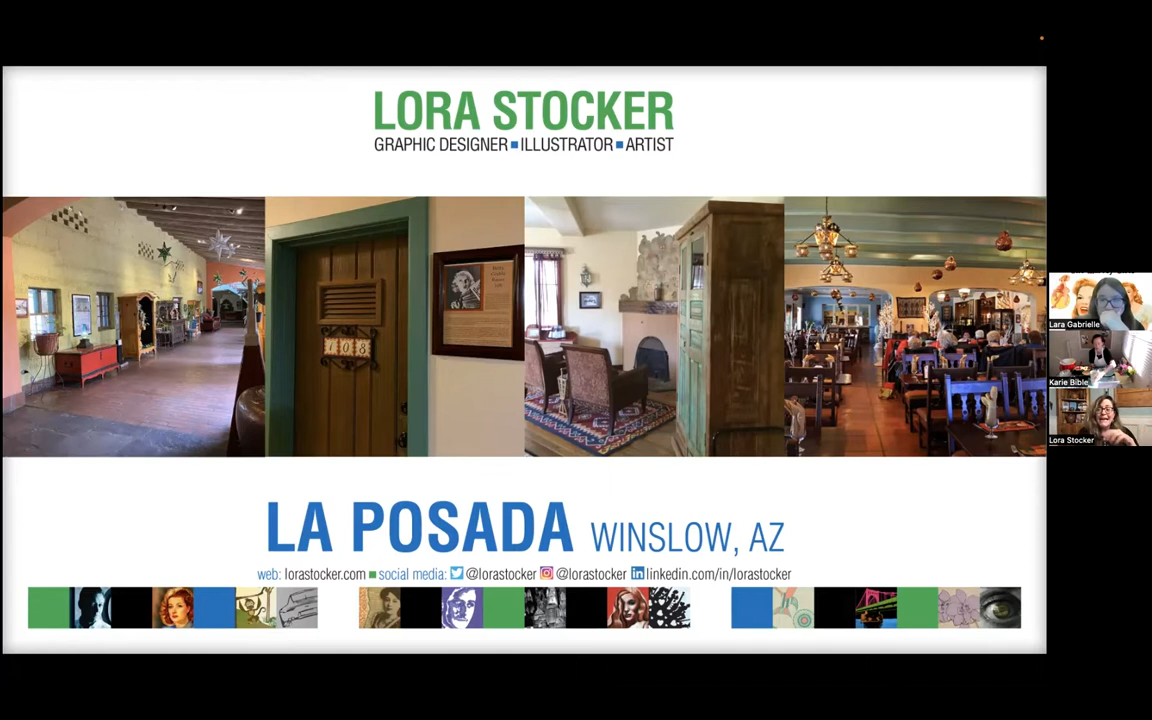 LORA STOCKER
GRAPHIC DESIGNER ■ ILLUSTRATOR ■ ARTIST
108
LA POSADA WINSLOW, AZ
web: lorastocker.com ■ social media: @lorastocker @lorastocker linkedin.com/in/lorastocker
Lara Gabrielle
Karie Bible
Lora Stocker